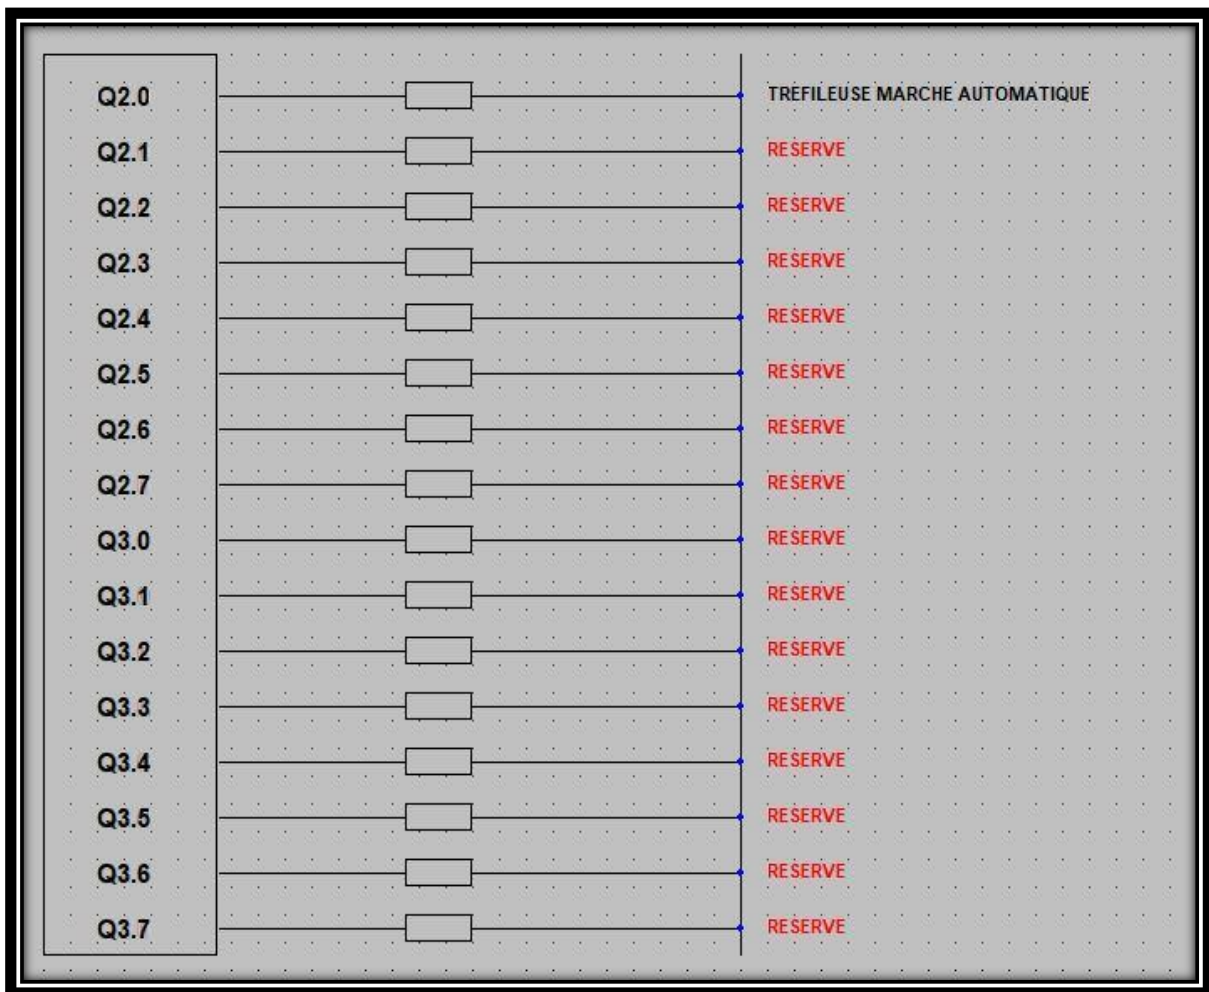 Q2.0 TREFILEUSE MARCHE AUTOMATIQUE
Q2.1 RESERVE
Q2.2 RESERVE
Q2.3 RESERVE
Q2.4 RESERVE
Q2.5 RESERVE
Q2.6 RESERVE
Q2.7 RESERVE
Q3.0 RESERVE
Q3.1 RESERVE
Q3.2 RESERVE
Q3.3 RESERVE
Q3.4 RESERVE
Q3.5 RESERVE
Q3.6 RESERVE
Q3.7 RESERVE